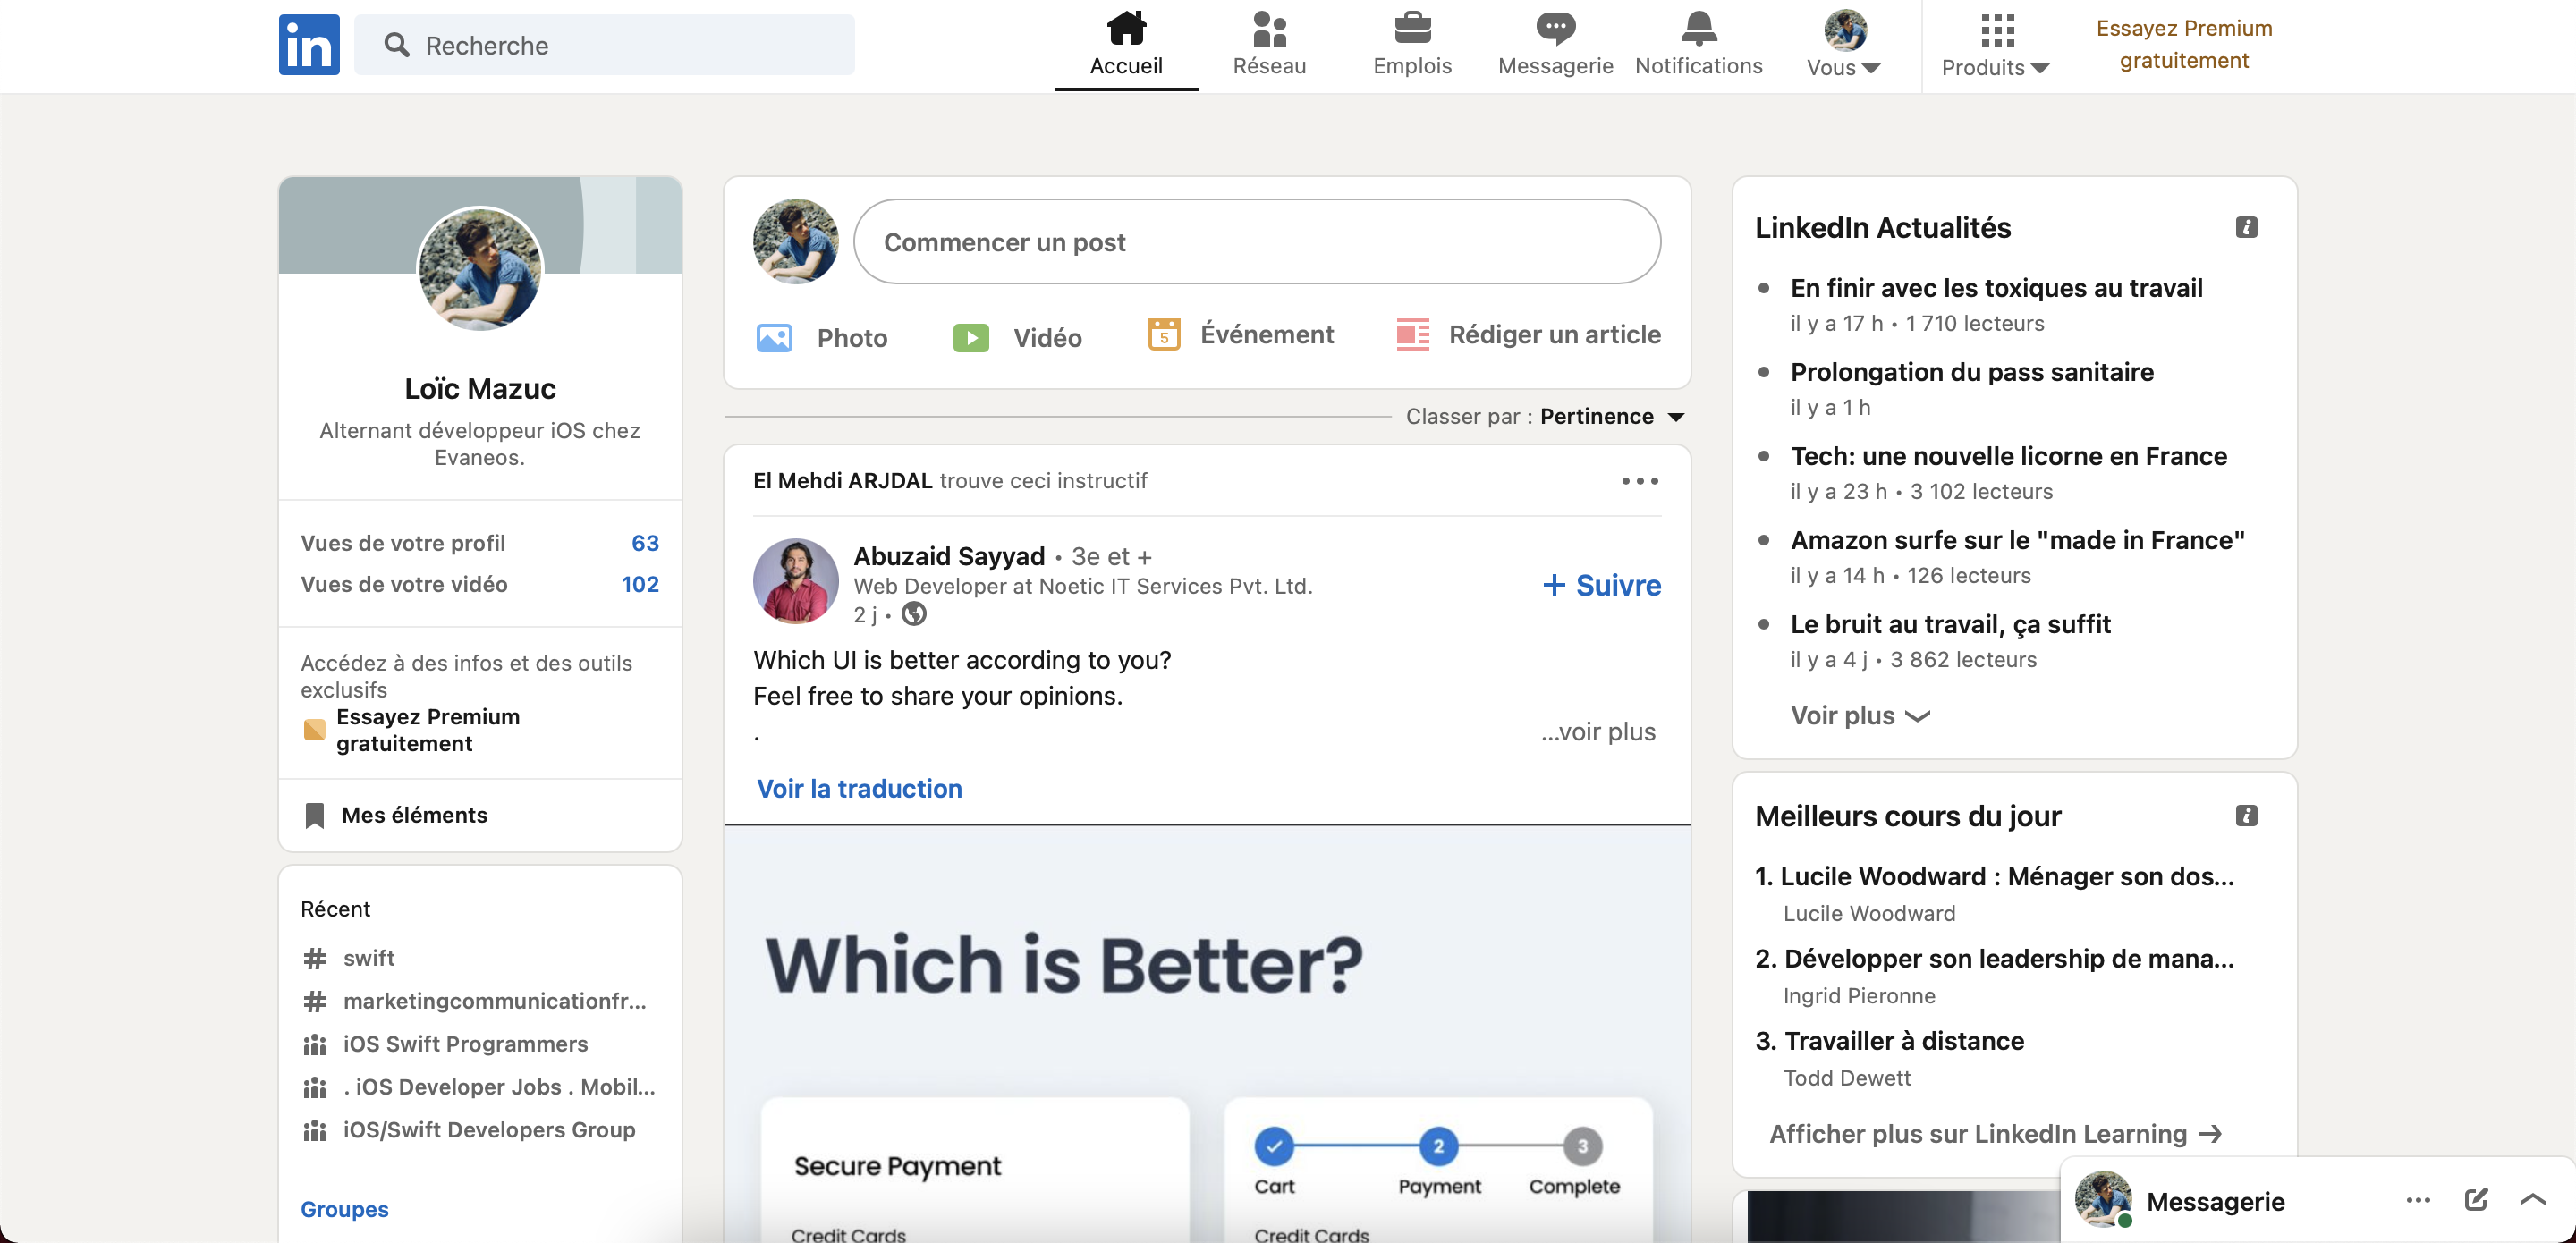 in
Recherche
Accueil
Réseau
Emplois
Messagerie
Notifications
Vous
Produits
Essayez Premium
gratuitement
Loïc Mazuc
Alternant développeur iOS chez
Evaneos.
Vues de votre profil 63
Vues de votre vidéo 102
Accédez à des infos et des outils
exclusifs
Essayez Premium
gratuitement
Mes éléments
Récent
# swift
# marketingcommunicationfr...
iOS Swift Programmers
. iOS Developer Jobs . Mobil...
iOS/Swift Developers Group
Groupes
Commencer un post
Photo
Vidéo
5
Événement
Rédiger un article
Classer par : Pertinence
El Mehdi ARJDAL trouve ceci instructif
Abuzaid Sayyad • 3e et +
Web Developer at Noetic IT Services Pvt. Ltd.
2 j •
+ Suivre
Which UI is better according to you?
Feel free to share your opinions.
.
...voir plus
Voir la traduction
Which is Better?
Secure Payment
Credit Cards
2
3
Cart
Payment
Complete
Credit Cards
LinkedIn Actualités
• En finir avec les toxiques au travail
il y a 17 h • 1 710 lecteurs
• Prolongation du pass sanitaire
il y a 1 h
• Tech: une nouvelle licorne en France
il y a 23 h • 3 102 lecteurs
• Amazon surfe sur le "made in France"
il y a 14 h • 126 lecteurs
• Le bruit au travail, ça suffit
il y a 4 j • 3 862 lecteurs
Voir plus
Meilleurs cours du jour
1. Lucile Woodward : Ménager son dos...
Lucile Woodward
2. Développer son leadership de mana...
Ingrid Pieronne
3. Travailler à distance
Todd Dewett
Afficher plus sur LinkedIn Learning →
Messagerie